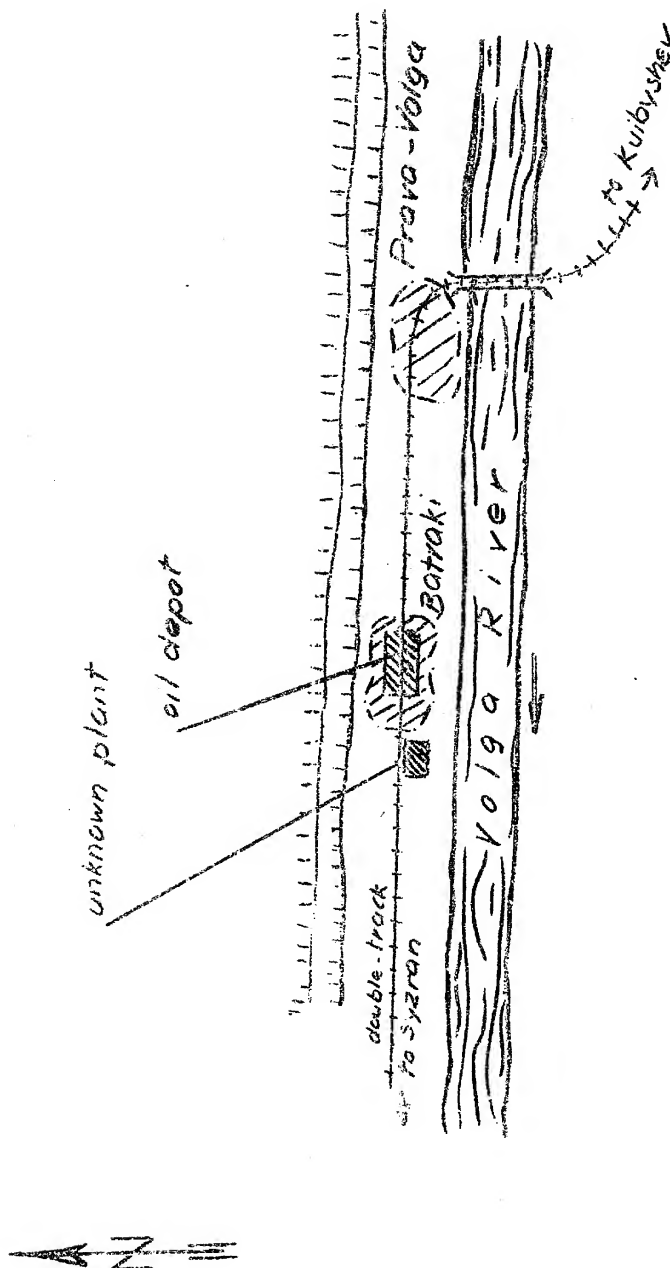 unknown plant
oil depot
Prava-Volga
Batraki
double-track
to Syzran
Volga River
to Kuibyshev
N